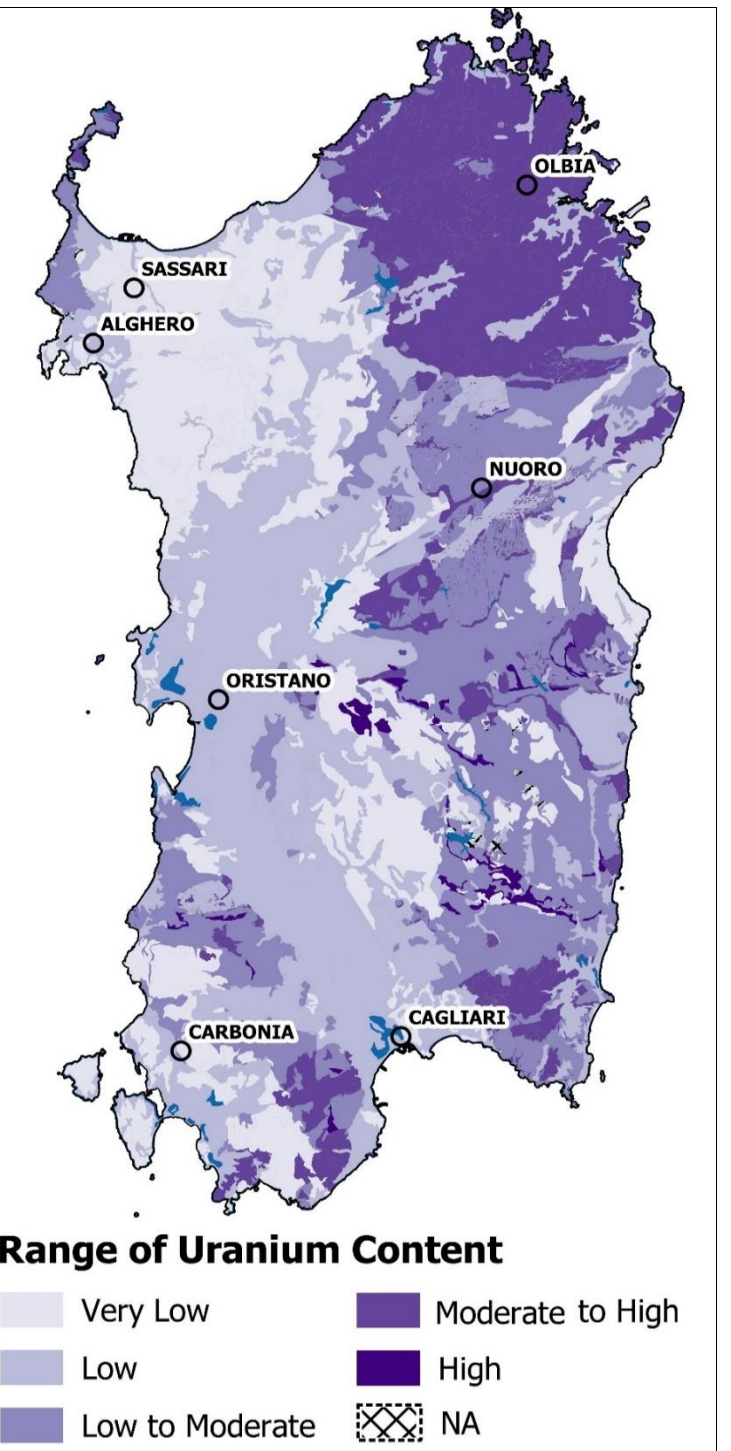 OLBIA
SASSARI
ALGHERO
NUORO
ORISTANO
CAGLIARI
CARBONIA
Range of Uranium Content
Very Low
Low
Low to Moderate
Moderate to High
High
NA